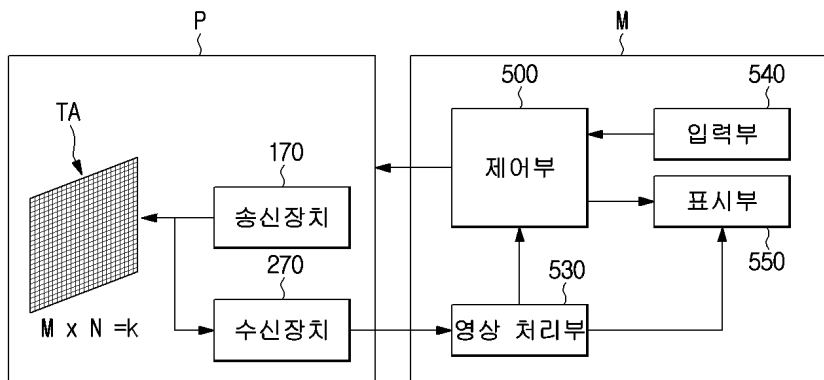 P
M
500
540
TA
입력부
170
제어부
송신장치
표시부
270
530
550
수신장치
영상 처리부
M x N =k